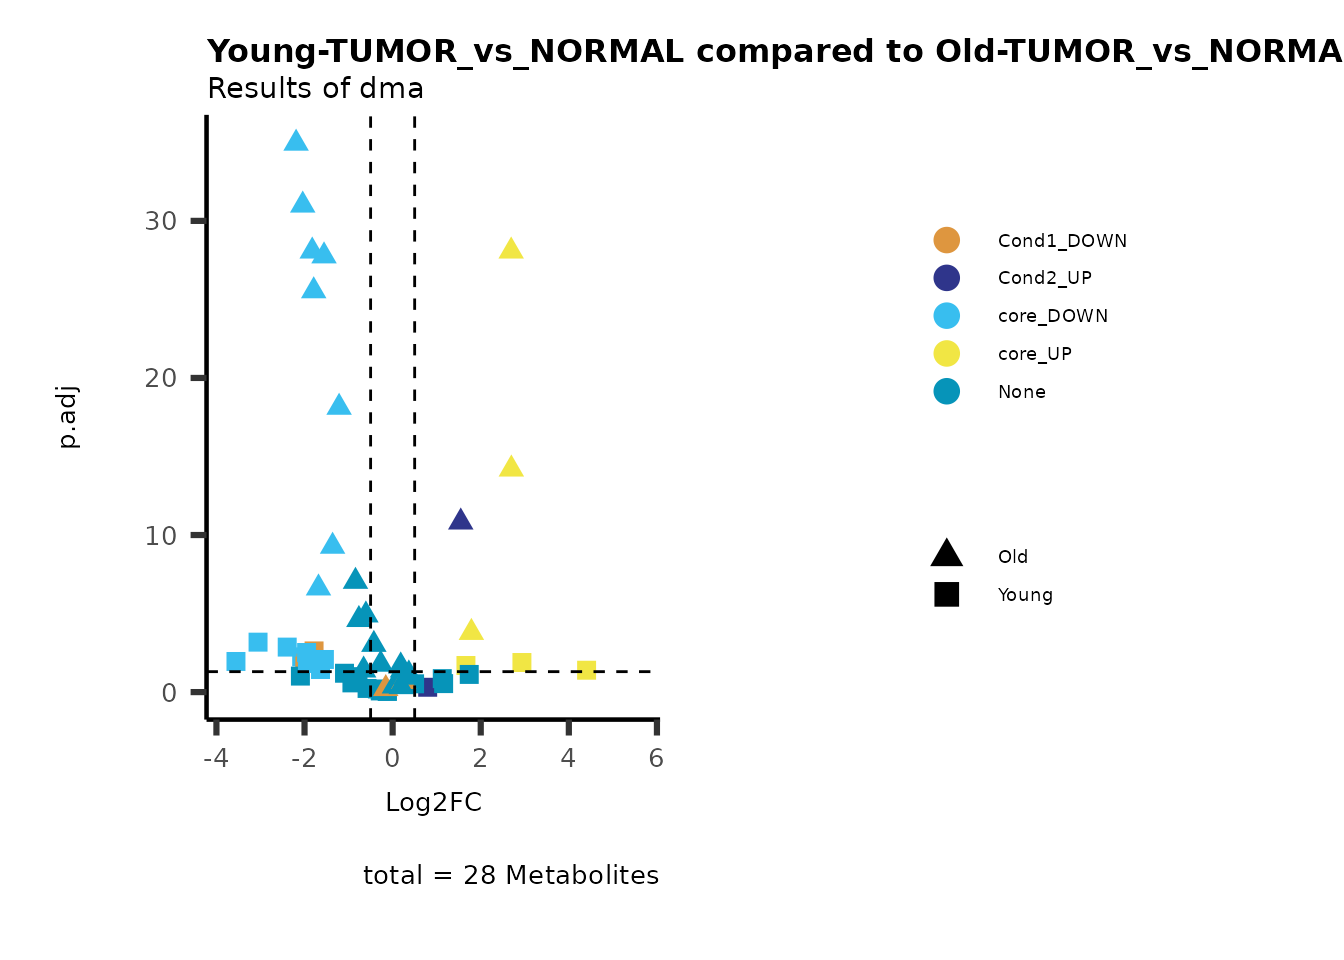 Young-TUMOR_vs_NORMAL compared to Old-TUMOR_vs_NORMA
Results of dma
30
20
10
0
p.adj
-4 -2 0 2 4 6
Log2FC
total = 28 Metabolites
Cond1_DOWN
Cond2_UP
core_DOWN
core_UP
None
Old
Young